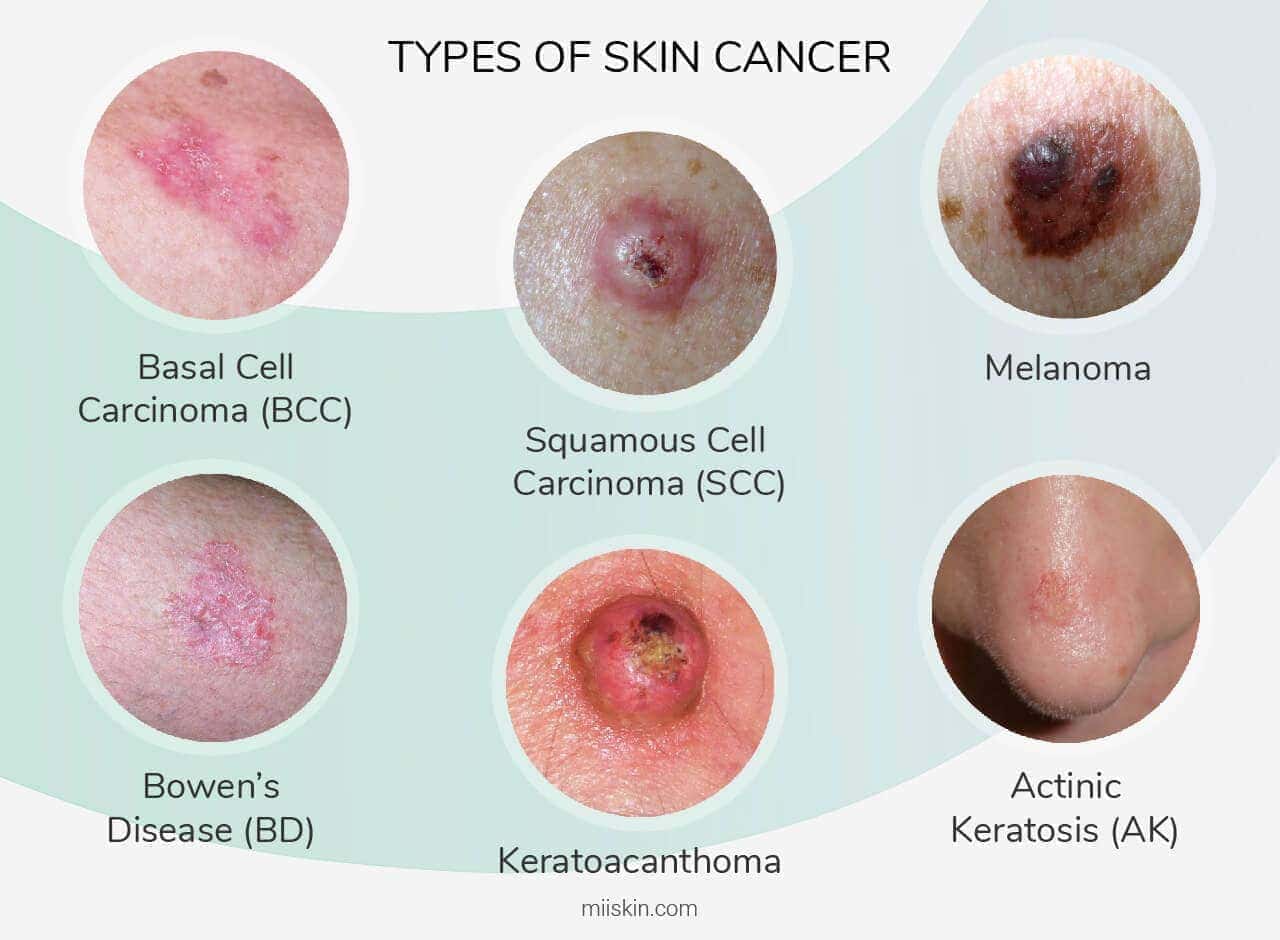 TYPES OF SKIN CANCER
Basal Cell
Carcinoma (BCC)
Squamous Cell
Carcinoma (SCC)
Melanoma
Bowen’s
Disease (BD)
Keratoacanthoma
Actinic
Keratosis (AK)
miiskin.com